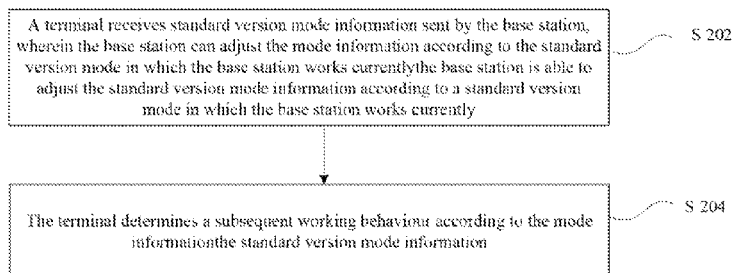 A terminal receives standard version mode information sent by the base station,
wherein the base station can adjust the mode information according to the standard
version mode in which the base station works currentlythe base station is able to
adjust the standard version mode information according to a standard version
mode in which the base station works currently
S 202
The terminal determines a subsequent working behaviour according to the mode
informationthe standard version mode information
S 204